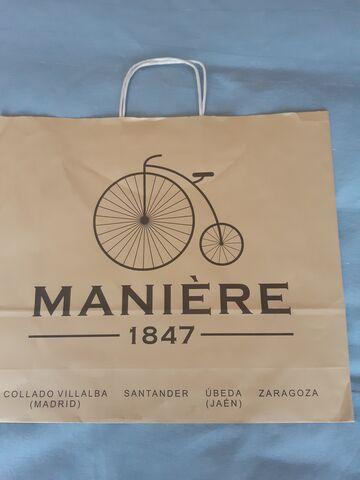 MANIÈRE
1847
COLLADO VILLALBA SANTANDER ÚBEDA ZARAGOZA
(MADRID) (JAÉN)